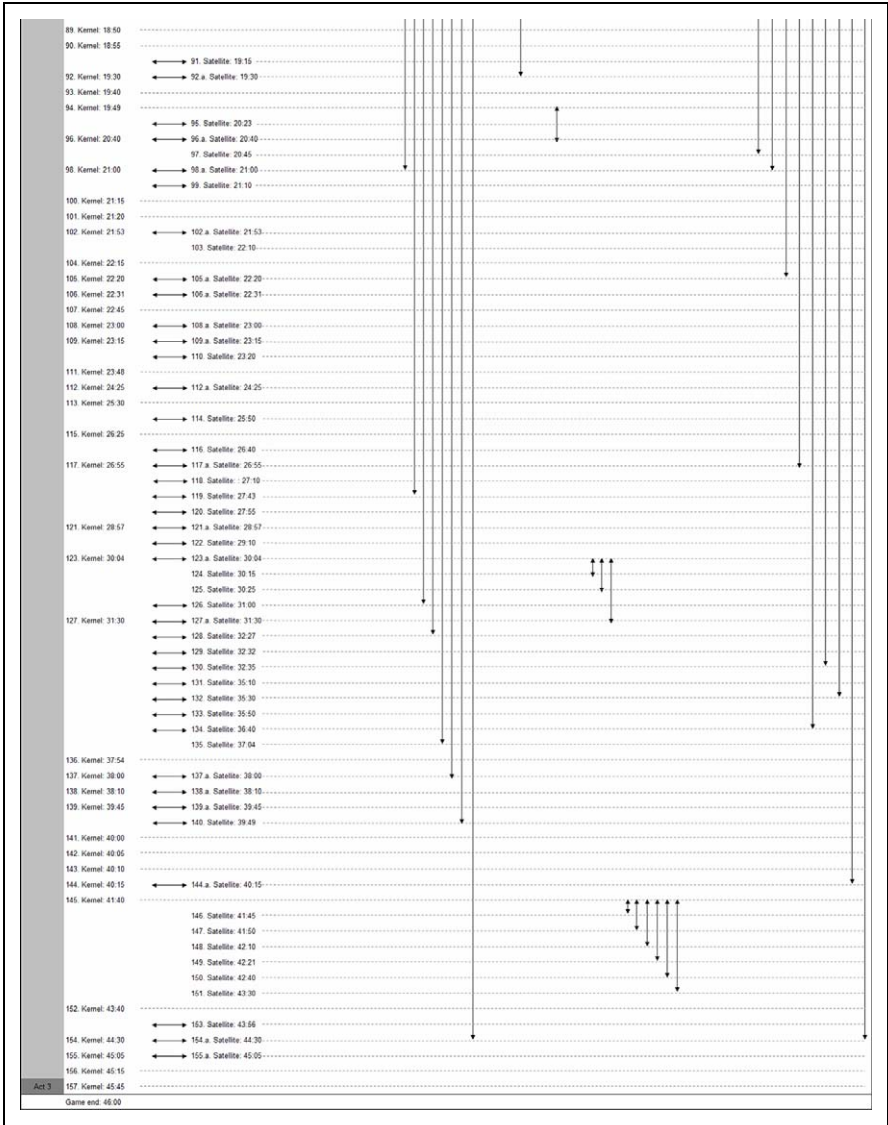 89. Kernel: 18:50
90. Kernel: 18:55
91. Satellite: 19:15
92. Kernel: 19:30 92.a. Satellite: 19:30
93. Kernel: 19:40
94. Kernel: 19:49
95. Satellite: 20:23
96. Kernel: 20:40 96.a. Satellite: 20:40
97. Satellite: 20:45
98. Kernel: 21:00 98.a. Satellite: 21:00
99. Satellite: 21:10
100. Kernel: 21:15
101. Kernel: 21:20
102. Kernel: 21:53 102.a. Satellite: 21:53
103. Satellite: 22:10
104. Kernel: 22:15
105. Kernel: 22:20 105.a. Satellite: 22:20
106. Kernel: 22:31 106.a. Satellite: 22:31
107. Kernel: 22:45
108. Kernel: 23:00 108.a. Satellite: 23:00
109. Kernel: 23:15 109.a. Satellite: 23:15
110. Satellite: 23:20
111. Kernel: 23:48
112. Kernel: 24:25 112.a. Satellite: 24:25
113. Kernel: 25:30
114. Satellite: 25:50
115. Kernel: 26:25
116. Satellite: 26:40
117. Kernel: 26:55 117.a. Satellite: 26:55
118. Satellite: : 27:10
119. Satellite: 27:43
120. Satellite: 27:55
121. Kernel: 28:57 121.a. Satellite: 28:57
122. Satellite: 29:10
123. Kernel: 30:04 123.a. Satellite: 30:04
124. Satellite: 30:15
125. Satellite: 30:25
126. Satellite: 31:00
127. Kernel: 31:30 127.a. Satellite: 31:30
128. Satellite: 32:27
129. Satellite: 32:32
130. Satellite: 32:35
131. Satellite: 35:10
132. Satellite: 35:30
133. Satellite: 35:50
134. Satellite: 36:40
135. Satellite: 37:04
136. Kernel: 37:54
137. Kernel: 38:00 137.a. Satellite: 38:00
138. Kernel: 38:10 138.a. Satellite: 38:10
139. Kernel: 39:45 139.a. Satellite: 39:45
140. Satellite: 39:49
141. Kernel: 40:00
142. Kernel: 40:05
143. Kernel: 40:10
144. Kernel: 40:15 144.a. Satellite: 40:15
145. Kernel: 41:40
146. Satellite: 41:45
147. Satellite: 41:50
148. Satellite: 42:10
149. Satellite: 42:21
150. Satellite: 42:40
151. Satellite: 43:30
152. Kernel: 43:40
153. Satellite: 43:56
154. Kernel: 44:30 154.a. Satellite: 44:30
155. Kernel: 45:05 155.a. Satellite: 45:05
156. Kernel: 45:15
Act 3 157. Kernel: 45:45
Game end: 46:00